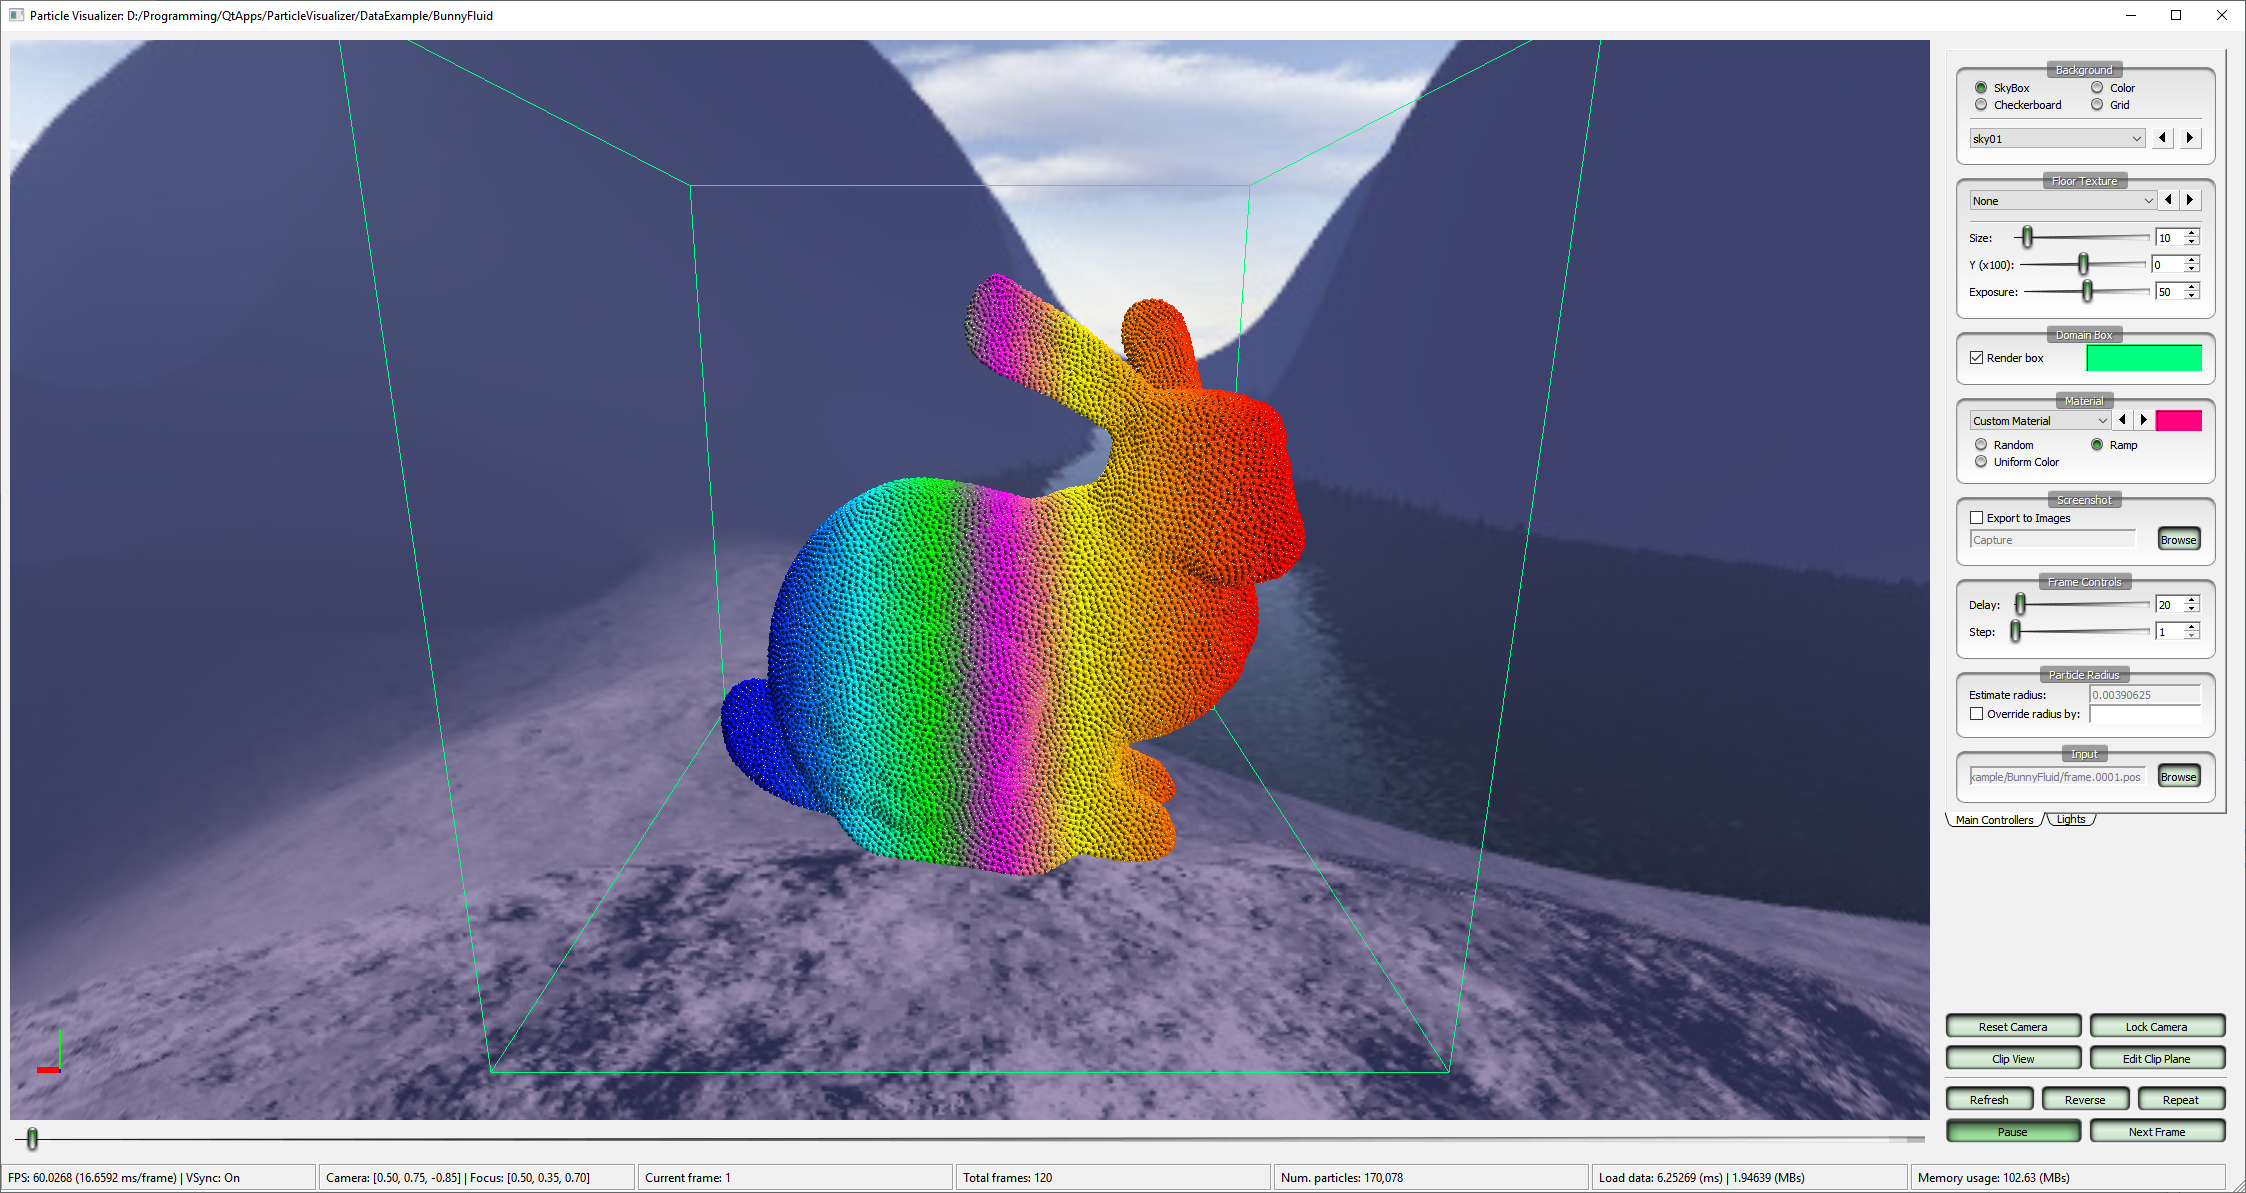 Particle Visualizer: D:/Programming/QtApps/ParticleVisualizer/DataExample/BunnyFluid
Background
SkyBox
Color
Checkerboard
Grid
sky01
Floor Texture
None
Size:
10
Y (x100):
0
Exposure:
50
Domain Box
Render box
Material
Custom Material
Random
Ramp
Uniform Color
Screenshot
Export to Images
Capture
Browse
Frame Controls
Delay:
20
Step:
1
Particle Radius
Estimate radius:
0.00390625
Override radius by:
Input
xample/BunnyFluid/frame.0001.pos
Browse
Main Controllers
Lights
Reset Camera
Lock Camera
Clip View
Edit Clip Plane
Refresh
Reverse
Repeat
Pause
Next Frame
FPS: 60.0268 (16.6592 ms/frame) | VSync: On
Camera: [0.50, 0.75, -0.85] | Focus: [0.50, 0.35, 0.70]
Current frame: 1
Total frames: 120
Num. particles: 170,078
Load data: 6.25269 (ms) | 1.94639 (MBs)
Memory usage: 102.63 (MBs)